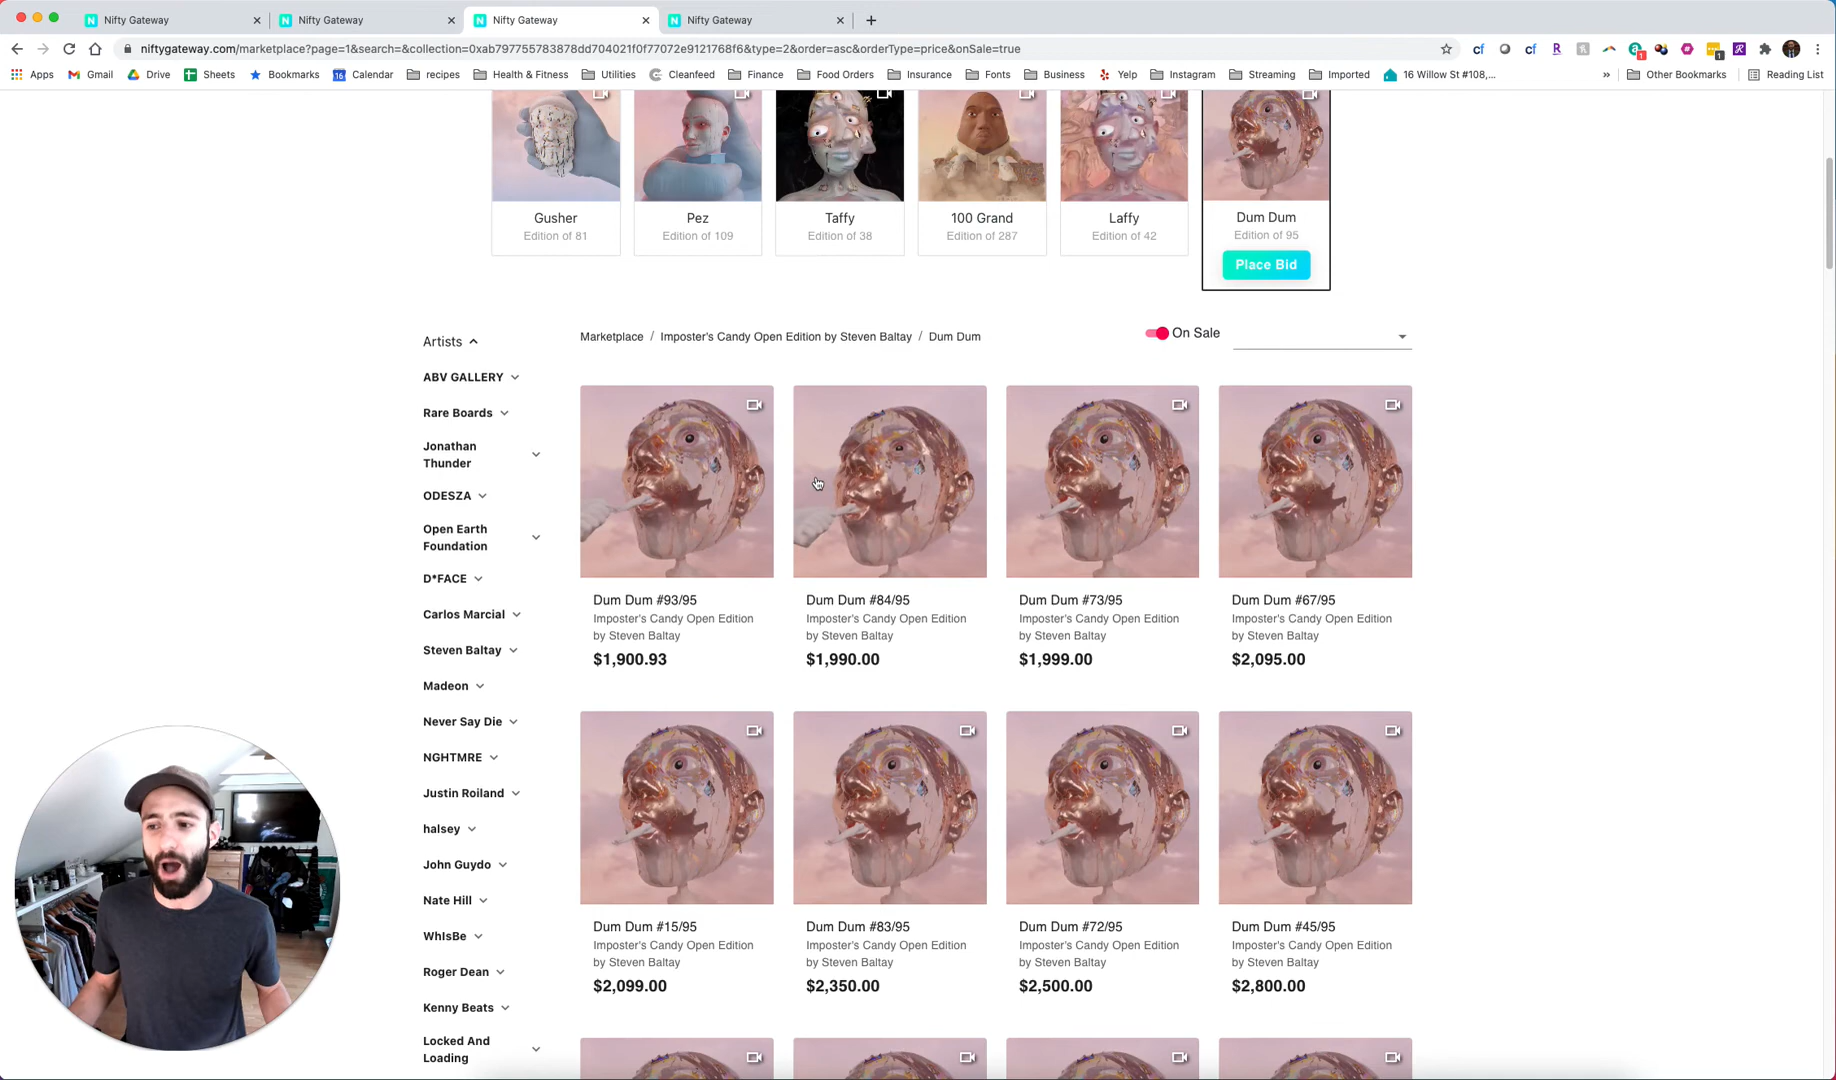 Nifty Gateway
Nifty Gateway
Nifty Gateway
Nifty Gateway
niftygateway.com/marketplace?page=1&search=&collection=0xab797755783878dd704021f0f77072e9121768f6&type=2&order=asc&orderType=price&onSale=true
Apps Gmail Drive Sheets Bookmarks 16 Calendar recipes Health & Fitness Utilities Cleanfeed Finance Food Orders Insurance Fonts Business Yelp Instagram Streaming Imported 16 Willow St #108,... » Other Bookmarks Reading List
Gusher
Edition of 81
Pez
Edition of 109
Taffy
Edition of 38
100 Grand
Edition of 287
Laffy
Edition of 42
Dum Dum
Edition of 95
Place Bid
Marketplace / Imposter's Candy Open Edition by Steven Baltay / Dum Dum
On Sale
Artists
ABV GALLERY
Rare Boards
Jonathan
Thunder
ODESZA
Open Earth
Foundation
D*FACE
Carlos Marcial
Steven Baltay
Madeon
Never Say Die
NGHTMRE
Justin Roiland
halsey
John Guydo
Nate Hill
WhIsBe
Roger Dean
Kenny Beats
Locked And
Loading
Dum Dum #93/95
Imposter's Candy Open Edition
by Steven Baltay
$1,900.93
Dum Dum #84/95
Imposter's Candy Open Edition
by Steven Baltay
$1,990.00
Dum Dum #73/95
Imposter's Candy Open Edition
by Steven Baltay
$1,999.00
Dum Dum #67/95
Imposter's Candy Open Edition
by Steven Baltay
$2,095.00
Dum Dum #15/95
Imposter's Candy Open Edition
by Steven Baltay
$2,099.00
Dum Dum #83/95
Imposter's Candy Open Edition
by Steven Baltay
$2,350.00
Dum Dum #72/95
Imposter's Candy Open Edition
by Steven Baltay
$2,500.00
Dum Dum #45/95
Imposter's Candy Open Edition
by Steven Baltay
$2,800.00